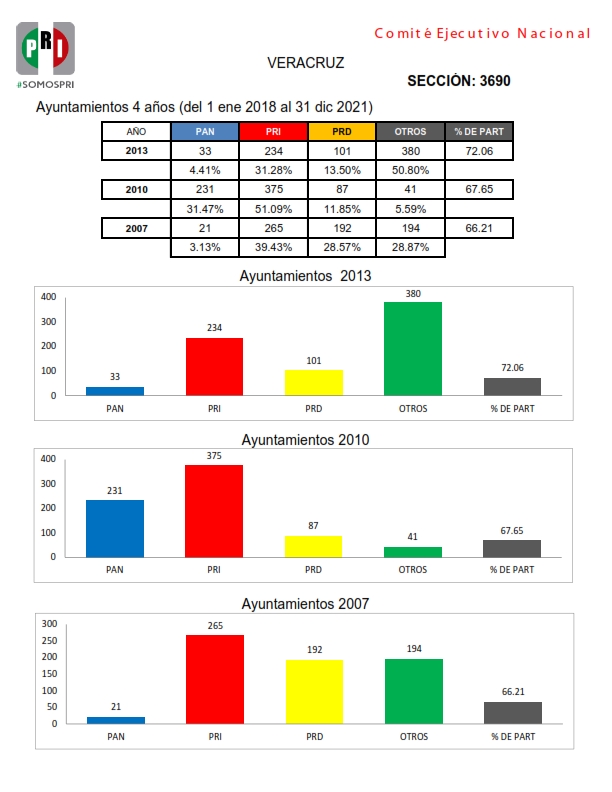 Comité Ejecutivo Nacional
PRI
#SOMOSPRI
VERACRUZ
SECCIÓN: 3690
Ayuntamientos 4 años (del 1 ene 2018 al 31 dic 2021)
AÑO PAN PRI PRD OTROS % DE PART
2013 33 234 101 380 72.06
4.41% 31.28% 13.50% 50.80%
2010 231 375 87 41 67.65
31.47% 51.09% 11.85% 5.59%
2007 21 265 192 194 66.21
3.13% 39.43% 28.57% 28.87%
Ayuntamientos 2013
400
300
200
100
0
33 234 101 380 72.06
PAN PRI PRD OTROS % DE PART
Ayuntamientos 2010
400
300
200
100
0
231 375 87 41 67.65
PAN PRI PRD OTROS % DE PART
Ayuntamientos 2007
300
250
200
150
100
50
0
21 265 192 194 66.21
PAN PRI PRD OTROS % DE PART